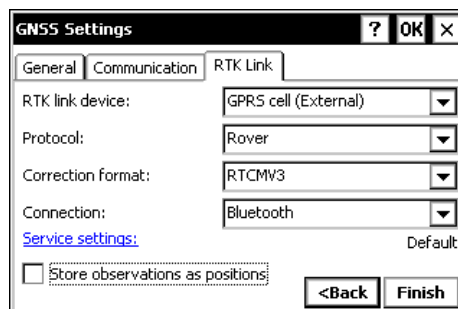 GNSS Settings ? OK ×
General Communication RTK Link
RTK link device: GPRS cell (External)
Protocol: Rover
Correction format: RTCMV3
Connection: Bluetooth
Service settings: Default
Store observations as positions
<Back Finish